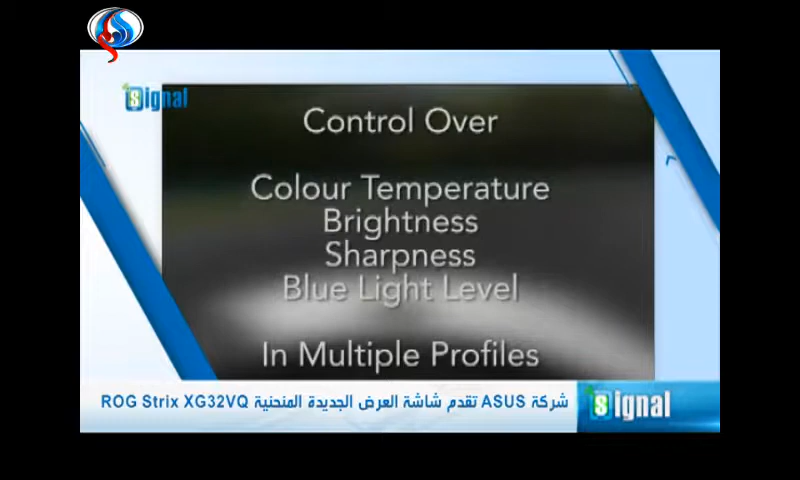 signal
Control Over
Colour Temperature
Brightness
Sharpness
Blue Light Level
In Multiple Profiles
شركة ASUS تقدم شاشة العرض الجديدة المنحنية ROG Strix XG32VQ
signal